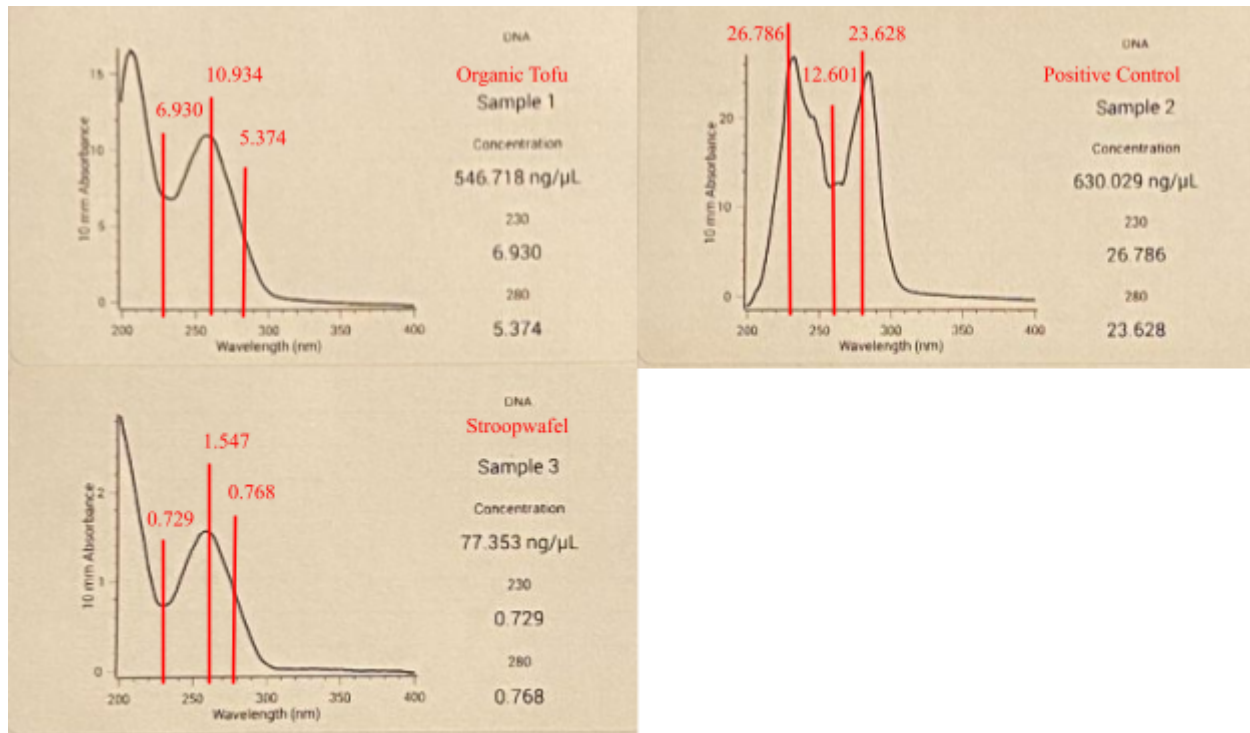 DNA
Organic Tofu
Sample 1
Concentration
546.718 ng/µL
230
6.930
280
5.374
10.934
6.930
5.374
15
10
5
0
10 mm Absorbance
200 250 300 350 400
Wavelength (nm)
DNA
Positive Control
Sample 2
Concentration
630.029 ng/µL
230
26.786
280
23.628
26.786 23.628
12.601
20
10
0
10 mm Absorbance
200 250 300 350 400
Wavelength (nm)
DNA
Stroopwafel
Sample 3
Concentration
77.353 ng/µL
230
0.729
280
0.768
1.547
0.768
0.729
2
1
0
10 mm Absorbance
200 250 300 350 400
Wavelength (nm)